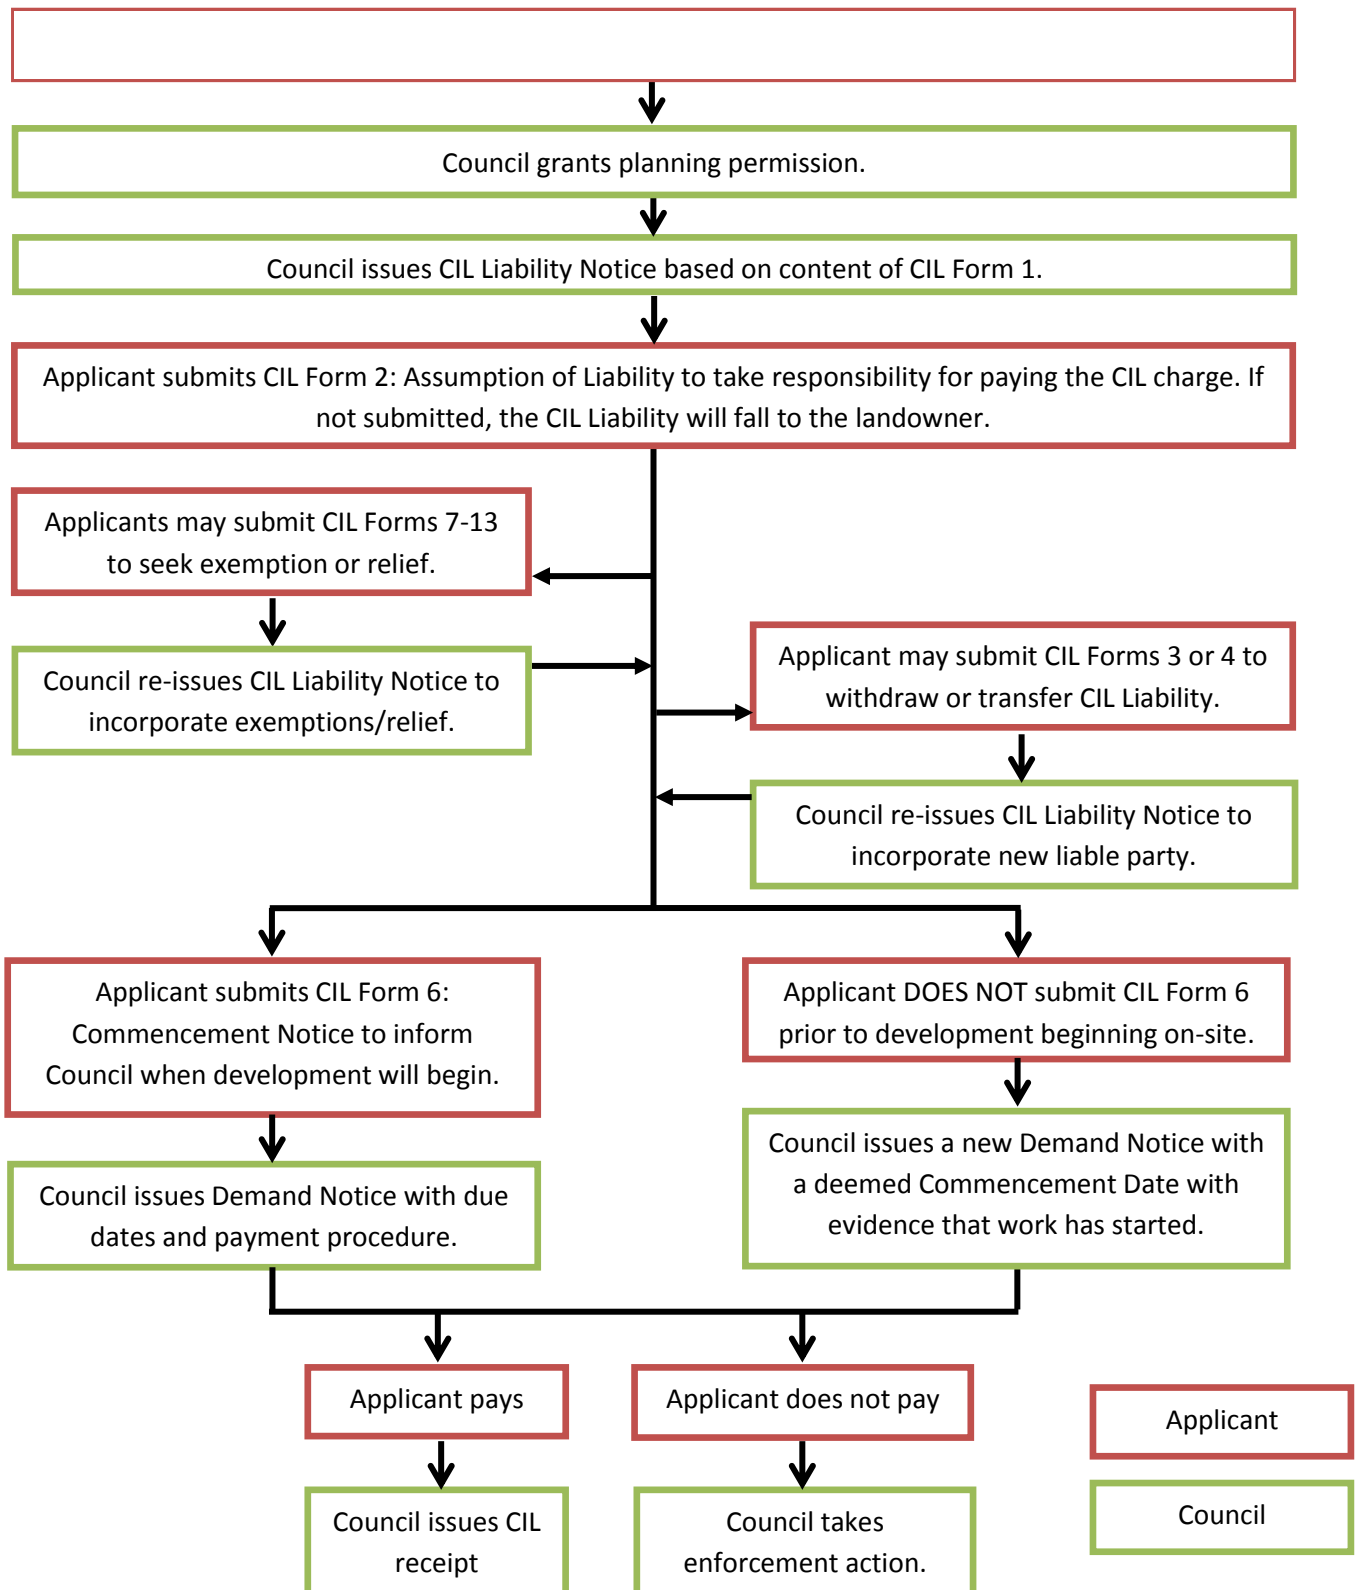 Council grants planning permission.
Council issues CIL Liability Notice based on content of CIL Form 1.
Applicant submits CIL Form 2: Assumption of Liability to take responsibility for paying the CIL charge. If
not submitted, the CIL Liability will fall to the landowner.
Applicants may submit CIL Forms 7-13
to seek exemption or relief.
Council re-issues CIL Liability Notice to
incorporate exemptions/relief.
Applicant may submit CIL Forms 3 or 4 to
withdraw or transfer CIL Liability.
Council re-issues CIL Liability Notice to
incorporate new liable party.
Applicant submits CIL Form 6:
Commencement Notice to inform
Council when development will begin.
Council issues Demand Notice with due
dates and payment procedure.
Applicant DOES NOT submit CIL Form 6
prior to development beginning on-site.
Council issues a new Demand Notice with
a deemed Commencement Date with
evidence that work has started.
Applicant pays
Council issues CIL
receipt
Applicant does not pay
Council takes
enforcement action.
Applicant
Council